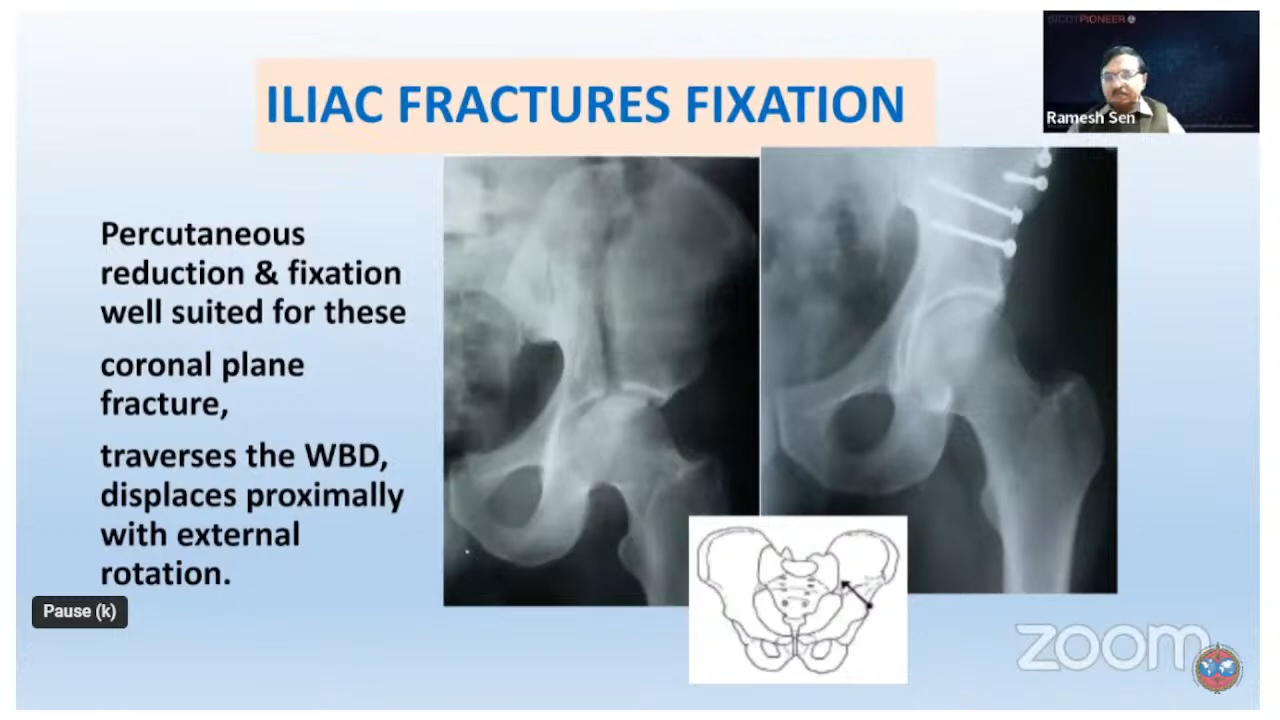 SICOTPIONEER
Ramesh Sen
ILIAC FRACTURES FIXATION
Percutaneous
reduction & fixation
well suited for these
coronal plane
fracture,
traverses the WBD,
displaces proximally
with external
rotation.
Pause (k)
zoom